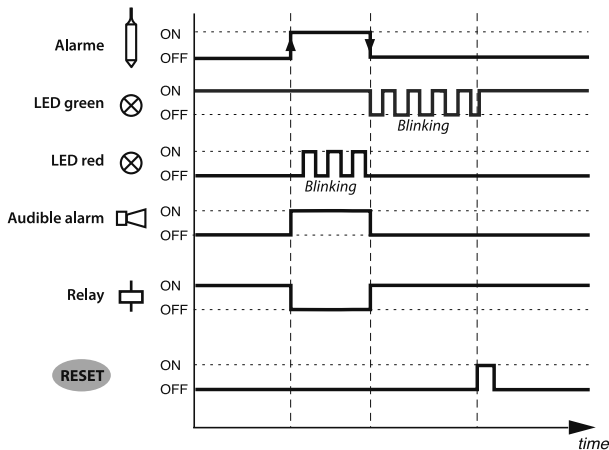 Alarme
ON
OFF
LED green
ON
OFF
Blinking
LED red
ON
OFF
Blinking
Audible alarm
ON
OFF
Relay
ON
OFF
RESET
ON
OFF
time